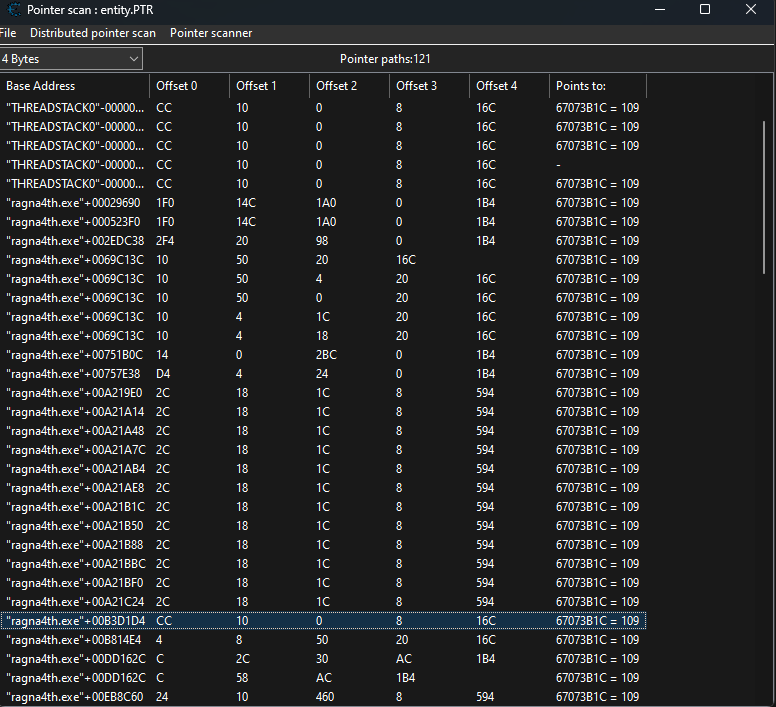 Pointer scan : entity.PTR
File Distributed pointer scan Pointer scanner
4 Bytes Pointer paths:121
Base Address Offset 0 Offset 1 Offset 2 Offset 3 Offset 4 Points to:
"THREADSTACK0"-00000... CC 10 0 8 16C 67073B1C = 109
"THREADSTACK0"-00000... CC 10 0 8 16C 67073B1C = 109
"THREADSTACK0"-00000... CC 10 0 8 16C 67073B1C = 109
"THREADSTACK0"-00000... CC 10 0 8 16C -
"THREADSTACK0"-00000... CC 10 0 8 16C 67073B1C = 109
"ragna4th.exe"+00029690 1F0 14C 1A0 0 1B4 67073B1C = 109
"ragna4th.exe"+000523F0 1F0 14C 1A0 0 1B4 67073B1C = 109
"ragna4th.exe"+002EDC38 2F4 20 98 0 1B4 67073B1C = 109
"ragna4th.exe"+0069C13C 10 50 20 16C 67073B1C = 109
"ragna4th.exe"+0069C13C 10 50 4 20 16C 67073B1C = 109
"ragna4th.exe"+0069C13C 10 50 0 20 16C 67073B1C = 109
"ragna4th.exe"+0069C13C 10 4 1C 20 16C 67073B1C = 109
"ragna4th.exe"+0069C13C 10 4 18 20 16C 67073B1C = 109
"ragna4th.exe"+00751B0C 14 0 2BC 0 1B4 67073B1C = 109
"ragna4th.exe"+00757E38 D4 4 24 0 1B4 67073B1C = 109
"ragna4th.exe"+00A219E0 2C 18 1C 8 594 67073B1C = 109
"ragna4th.exe"+00A21A14 2C 18 1C 8 594 67073B1C = 109
"ragna4th.exe"+00A21A48 2C 18 1C 8 594 67073B1C = 109
"ragna4th.exe"+00A21A7C 2C 18 1C 8 594 67073B1C = 109
"ragna4th.exe"+00A21AB4 2C 18 1C 8 594 67073B1C = 109
"ragna4th.exe"+00A21AE8 2C 18 1C 8 594 67073B1C = 109
"ragna4th.exe"+00A21B1C 2C 18 1C 8 594 67073B1C = 109
"ragna4th.exe"+00A21B50 2C 18 1C 8 594 67073B1C = 109
"ragna4th.exe"+00A21B88 2C 18 1C 8 594 67073B1C = 109
"ragna4th.exe"+00A21BBC 2C 18 1C 8 594 67073B1C = 109
"ragna4th.exe"+00A21BF0 2C 18 1C 8 594 67073B1C = 109
"ragna4th.exe"+00A21C24 2C 18 1C 8 594 67073B1C = 109
"ragna4th.exe"+00B3D1D4 CC 10 0 8 16C 67073B1C = 109
"ragna4th.exe"+00B814E4 4 8 50 20 16C 67073B1C = 109
"ragna4th.exe"+00DD162C C 2C 30 AC 1B4 67073B1C = 109
"ragna4th.exe"+00DD162C C 58 AC 1B4 67073B1C = 109
"ragna4th.exe"+00EB8C60 24 10 460 8 594 67073B1C = 109